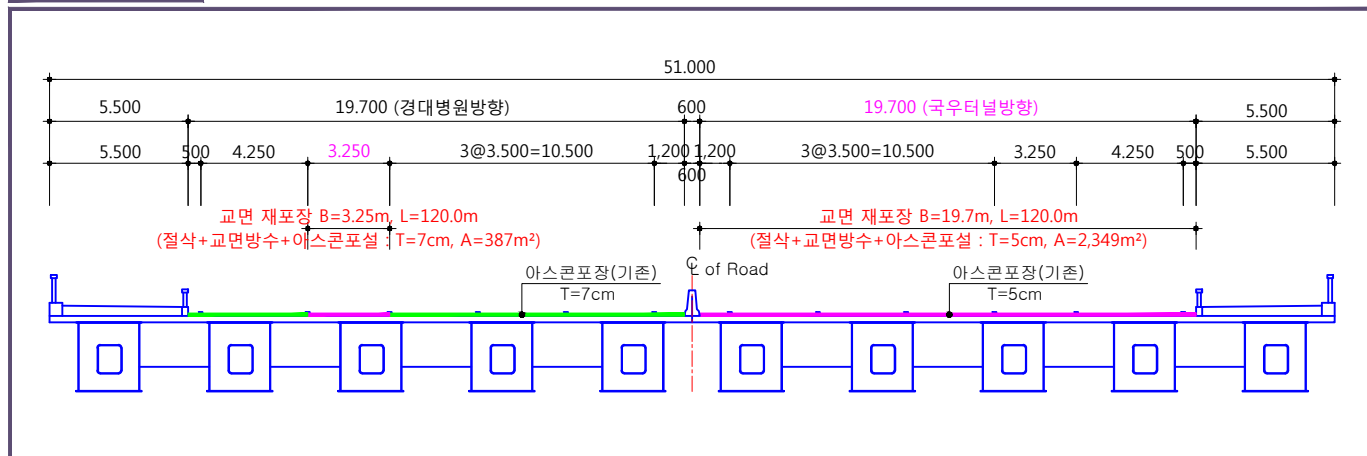 51.000
5.500 19.700 (경대병원방향) 600 19.700 (국우터널방향) 5.500
5.500 500 4.250 3.250 3@3.500=10.500 1,200 1,200 3@3.500=10.500 3.250 4.250 500 5.500
600
교면 재포장 B=3.25m, L=120.0m
(절삭+교면방수+아스콘포설 : T=7cm, A=387m²)
교면 재포장 B=19.7m, L=120.0m
(절삭+교면방수+아스콘포설 : T=5cm, A=2,349m²)
℄ of Road
아스콘포장(기존)
T=7cm
아스콘포장(기존)
T=5cm